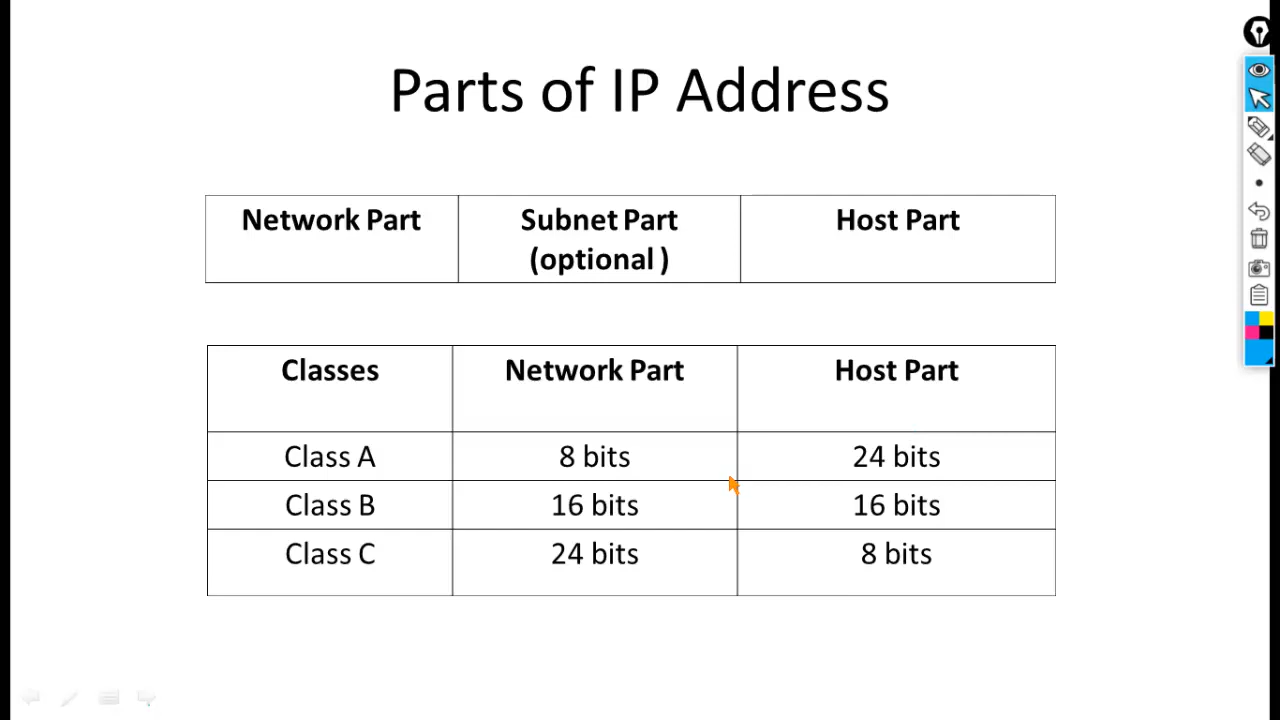 Parts of IP Address
Network Part Subnet Part Host Part
(optional )
Classes Network Part Host Part
Class A 8 bits 24 bits
Class B 16 bits 16 bits
Class C 24 bits 8 bits